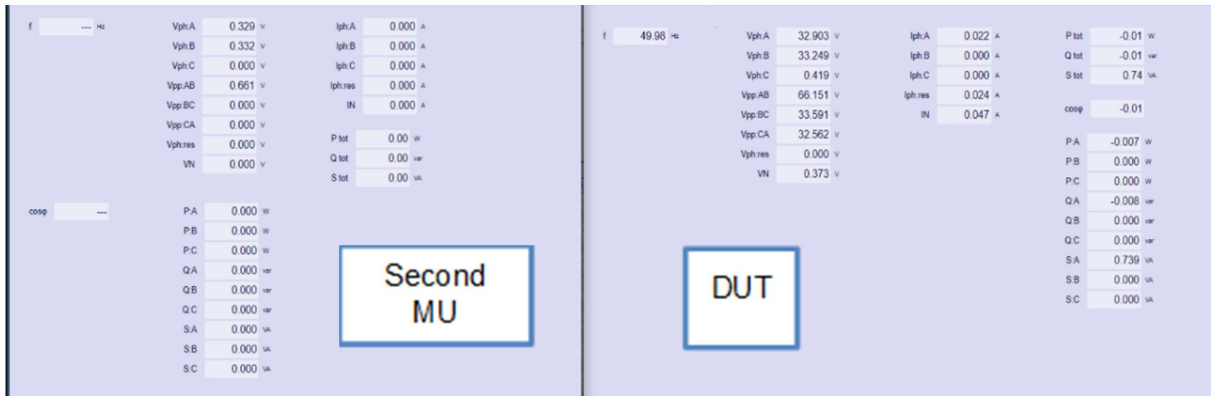 f --- Hz
Vph:A 0.329 V
Vph:B 0.332 V
Vph:C 0.000 V
Vpp:AB 0.661 V
Vpp:BC 0.000 V
Vpp:CA 0.000 V
Vph:res 0.000 V
VN 0.000 V
Iph:A 0.000 A
Iph:B 0.000 A
Iph:C 0.000 A
Iph:res 0.000 A
IN 0.000 A
P tot 0.00 W
Q tot 0.00 var
S tot 0.00 VA
cosφ ---
P:A 0.000 W
P:B 0.000 W
P:C 0.000 W
Q:A 0.000 var
Q:B 0.000 var
Q:C 0.000 var
S:A 0.000 VA
S:B 0.000 VA
S:C 0.000 VA
Second
MU
f 49.98 Hz
Vph:A 32.903 V
Vph:B 33.249 V
Vph:C 0.419 V
Vpp:AB 66.151 V
Vpp:BC 33.591 V
Vpp:CA 32.562 V
Vph:res 0.000 V
VN 0.373 V
Iph:A 0.022 A
Iph:B 0.000 A
Iph:C 0.000 A
Iph:res 0.024 A
IN 0.047 A
P tot -0.01 W
Q tot -0.01 var
S tot 0.74 VA
cosφ -0.01
P:A -0.007 W
P:B 0.000 W
P:C 0.000 W
Q:A -0.008 var
Q:B 0.000 var
Q:C 0.000 var
S:A 0.739 VA
S:B 0.000 VA
S:C 0.000 VA
DUT